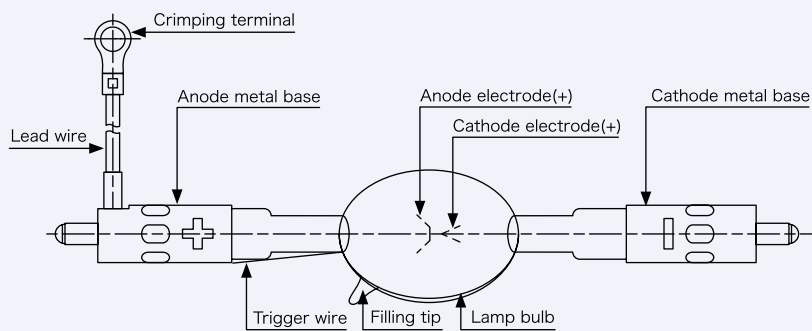 Crimping terminal
Anode metal base
Anode electrode(+)
Cathode metal base
Cathode electrode(+)
Lead wire
Trigger wire
Filling tip
Lamp bulb